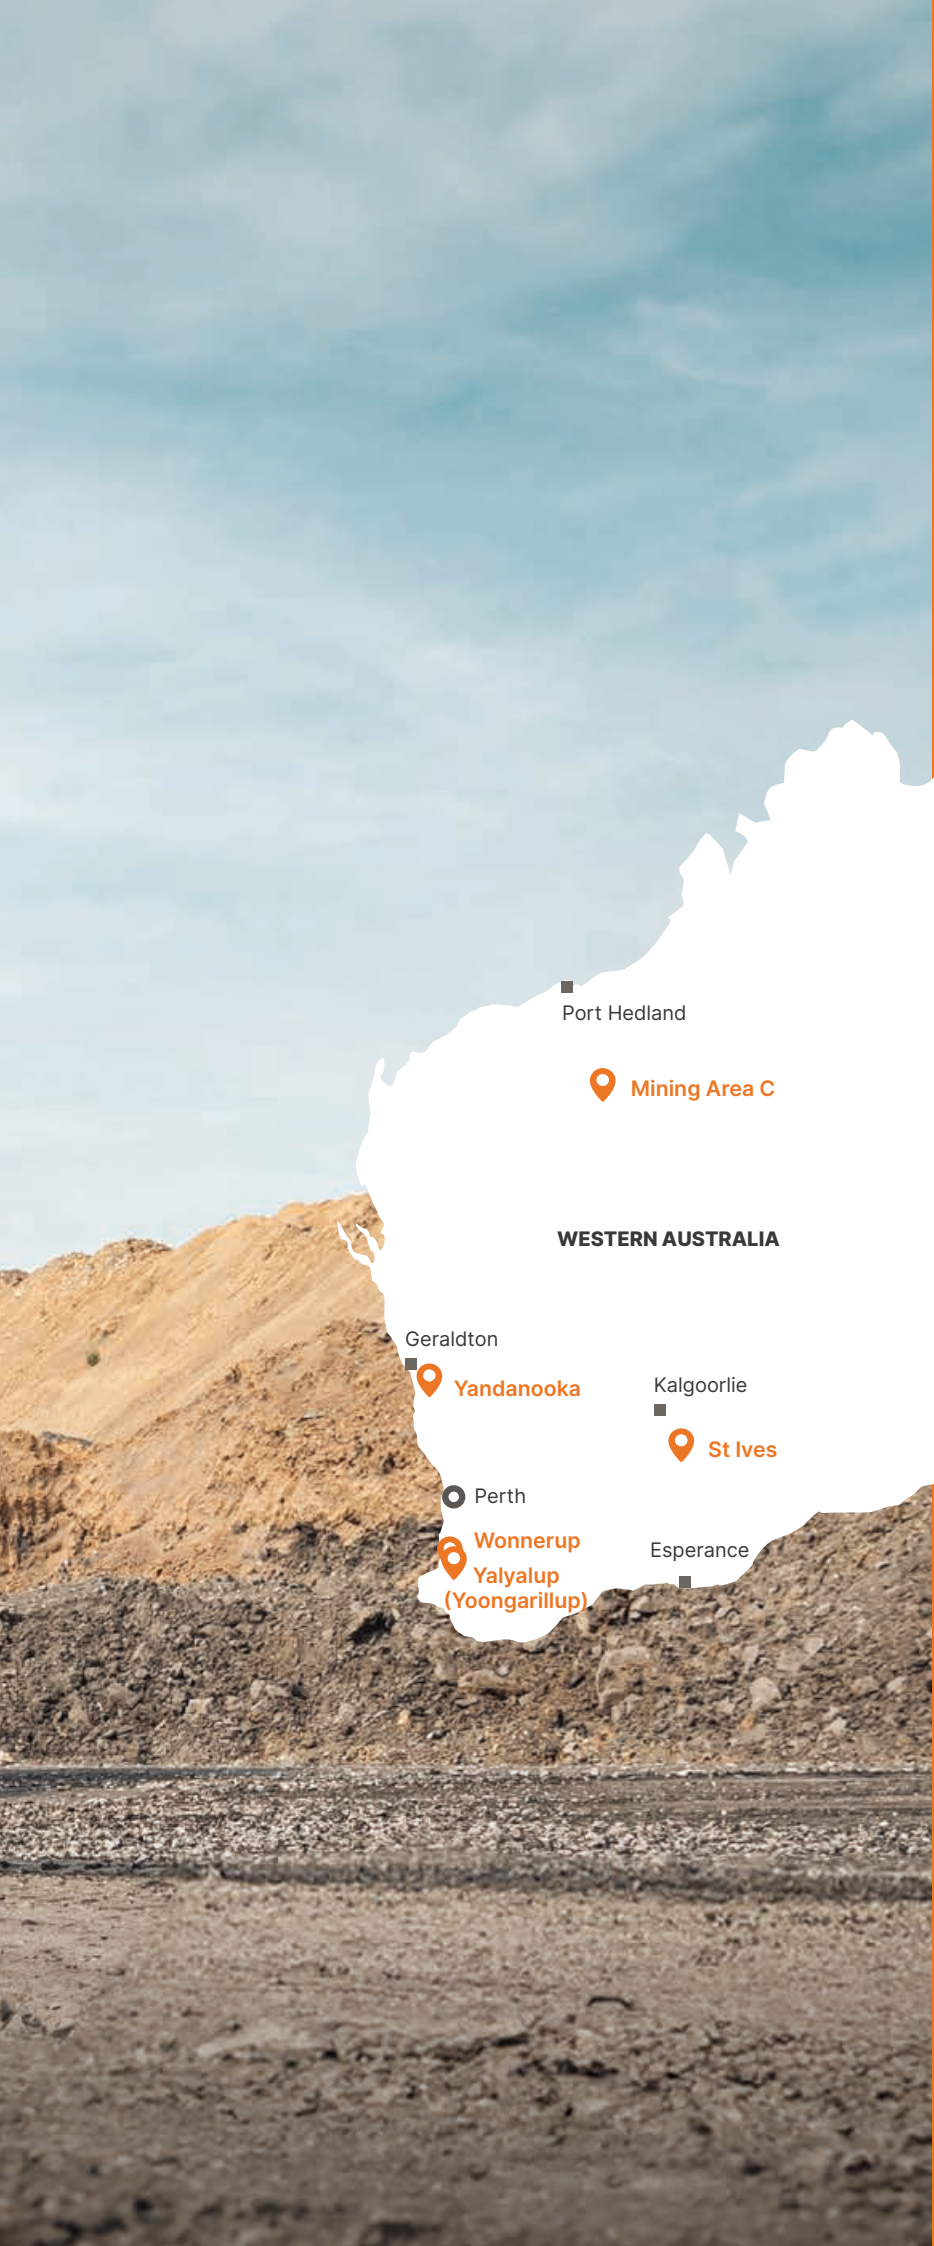 Port Hedland
Mining Area C
WESTERN AUSTRALIA
Geraldton
Yandanooka
Kalgoorlie
St Ives
Perth
Wonnerup
Esperance
Yalyalup
(Yoongarillup)